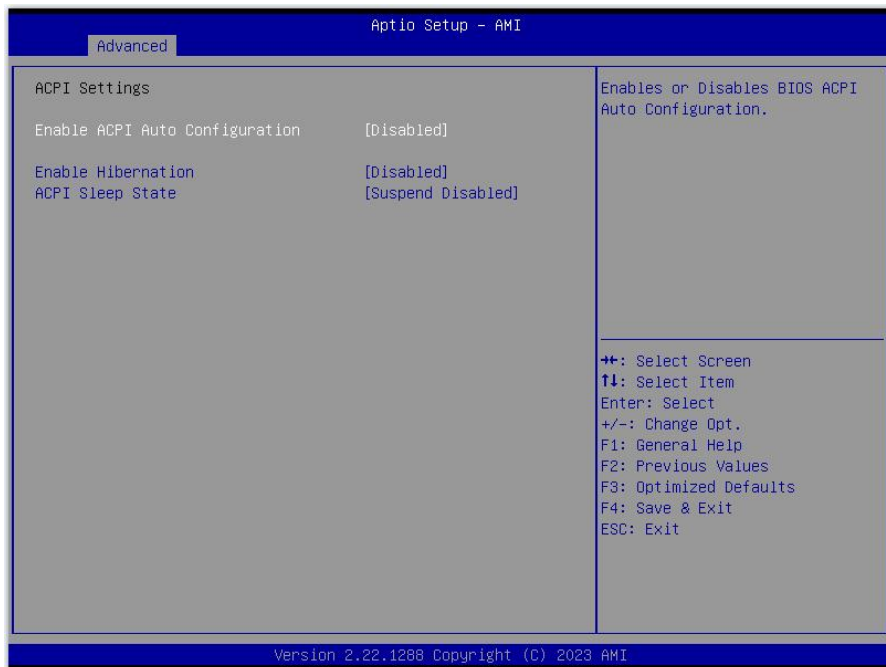 Aptio Setup – AMI
Advanced
ACPI Settings
Enable ACPI Auto Configuration [Disabled]
Enable Hibernation [Disabled]
ACPI Sleep State [Suspend Disabled]
Enables or Disables BIOS ACPI
Auto Configuration.
→←: Select Screen
↑↓: Select Item
Enter: Select
+/-: Change Opt.
F1: General Help
F2: Previous Values
F3: Optimized Defaults
F4: Save & Exit
ESC: Exit
Version 2.22.1288 Copyright (C) 2023 AMI